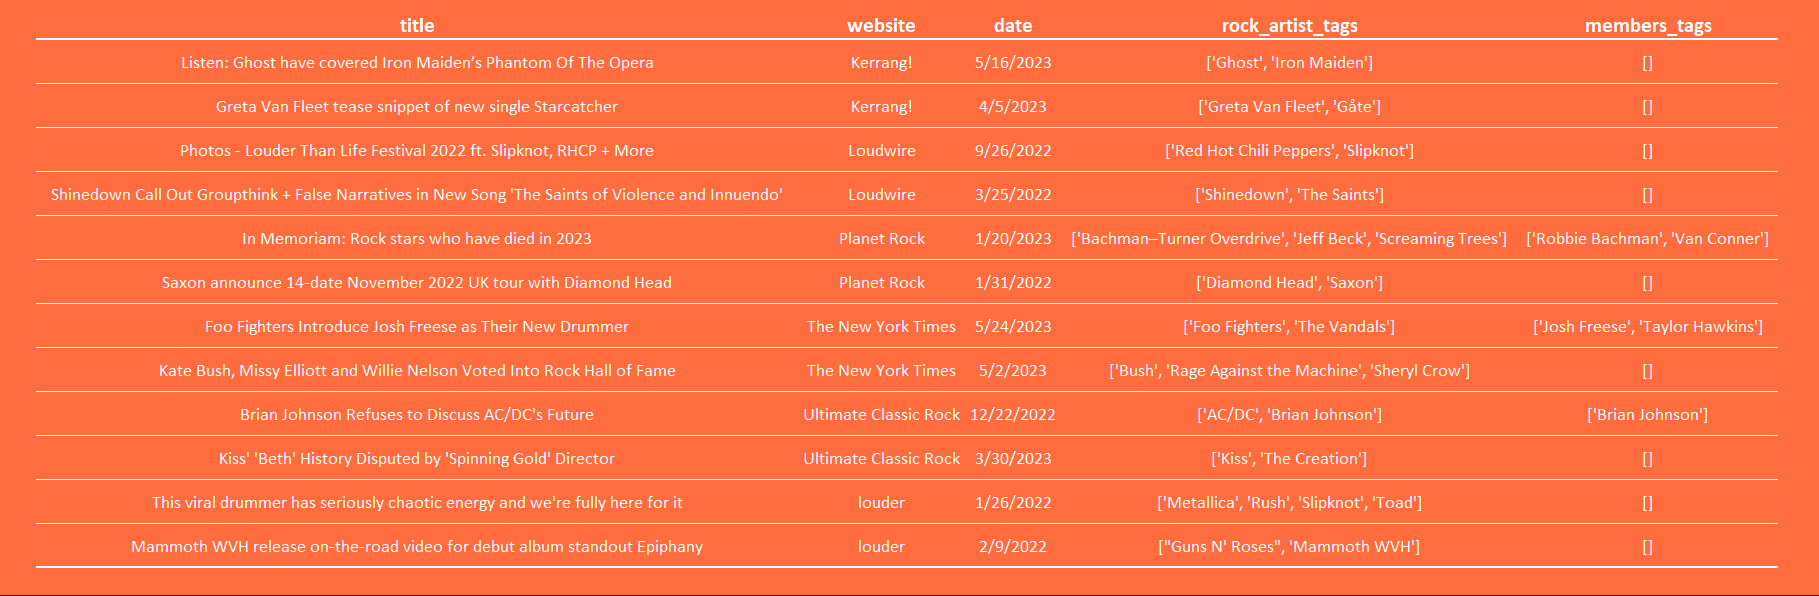 title website date rock_artist_tags members_tags
Listen: Ghost have covered Iron Maiden’s Phantom Of The Opera Kerrang! 5/16/2023 ['Ghost', 'Iron Maiden'] []
Greta Van Fleet tease snippet of new single Starcatcher Kerrang! 4/5/2023 ['Greta Van Fleet', 'Gåte'] []
Photos - Louder Than Life Festival 2022 ft. Slipknot, RHCP + More Loudwire 9/26/2022 ['Red Hot Chili Peppers', 'Slipknot'] []
Shinedown Call Out Groupthink + False Narratives in New Song 'The Saints of Violence and Innuendo' Loudwire 3/25/2022 ['Shinedown', 'The Saints'] []
In Memoriam: Rock stars who have died in 2023 Planet Rock 1/20/2023 ['Bachman–Turner Overdrive', 'Jeff Beck', 'Screaming Trees'] ['Robbie Bachman', 'Van Conner']
Saxon announce 14-date November 2022 UK tour with Diamond Head Planet Rock 1/31/2022 ['Diamond Head', 'Saxon'] []
Foo Fighters Introduce Josh Freese as Their New Drummer The New York Times 5/24/2023 ['Foo Fighters', 'The Vandals'] ['Josh Freese', 'Taylor Hawkins']
Kate Bush, Missy Elliott and Willie Nelson Voted Into Rock Hall of Fame The New York Times 5/2/2023 ['Bush', 'Rage Against the Machine', 'Sheryl Crow'] []
Brian Johnson Refuses to Discuss AC/DC's Future Ultimate Classic Rock 12/22/2022 ['AC/DC', 'Brian Johnson'] ['Brian Johnson']
Kiss' 'Beth' History Disputed by 'Spinning Gold' Director Ultimate Classic Rock 3/30/2023 ['Kiss', 'The Creation'] []
This viral drummer has seriously chaotic energy and we're fully here for it louder 1/26/2022 ['Metallica', 'Rush', 'Slipknot', 'Toad'] []
Mammoth WVH release on-the-road video for debut album standout Epiphany louder 2/9/2022 ["Guns N' Roses", 'Mammoth WVH'] []